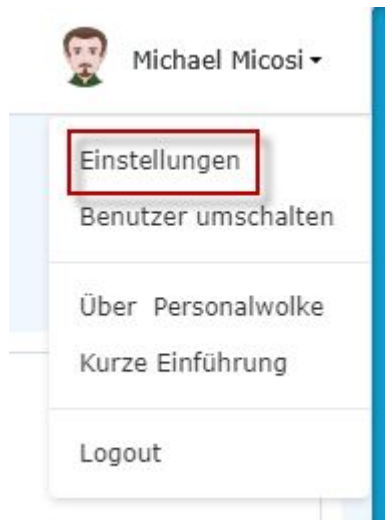 Michael Micosi
Einstellungen
Benutzer umschalten
Über Personalwolke
Kurze Einführung
Logout